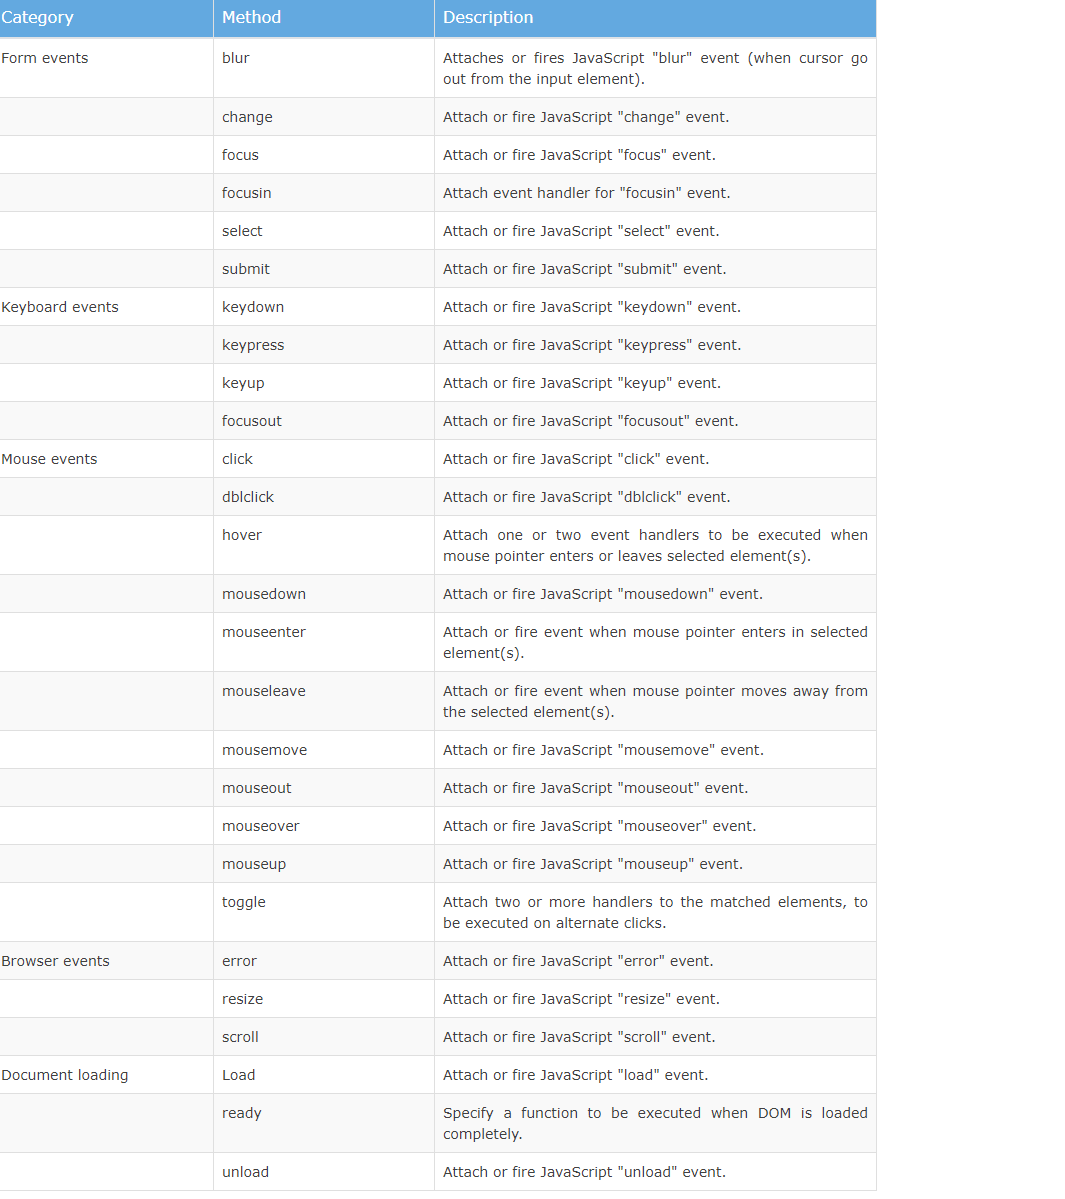 Category Method Description
Form events blur Attaches or fires JavaScript "blur" event (when cursor go
out from the input element).
change Attach or fire JavaScript "change" event.
focus Attach or fire JavaScript "focus" event.
focusin Attach event handler for "focusin" event.
select Attach or fire JavaScript "select" event.
submit Attach or fire JavaScript "submit" event.
Keyboard events keydown Attach or fire JavaScript "keydown" event.
keypress Attach or fire JavaScript "keypress" event.
keyup Attach or fire JavaScript "keyup" event.
focusout Attach or fire JavaScript "focusout" event.
Mouse events click Attach or fire JavaScript "click" event.
dblclick Attach or fire JavaScript "dblclick" event.
hover Attach one or two event handlers to be executed when
mouse pointer enters or leaves selected element(s).
mousedown Attach or fire JavaScript "mousedown" event.
mouseenter Attach or fire event when mouse pointer enters in selected
element(s).
mouseleave Attach or fire event when mouse pointer moves away from
the selected element(s).
mousemove Attach or fire JavaScript "mousemove" event.
mouseout Attach or fire JavaScript "mouseout" event.
mouseover Attach or fire JavaScript "mouseover" event.
mouseup Attach or fire JavaScript "mouseup" event.
toggle Attach two or more handlers to the matched elements, to
be executed on alternate clicks.
Browser events error Attach or fire JavaScript "error" event.
resize Attach or fire JavaScript "resize" event.
scroll Attach or fire JavaScript "scroll" event.
Document loading Load Attach or fire JavaScript "load" event.
ready Specify a function to be executed when DOM is loaded
completely.
unload Attach or fire JavaScript "unload" event.